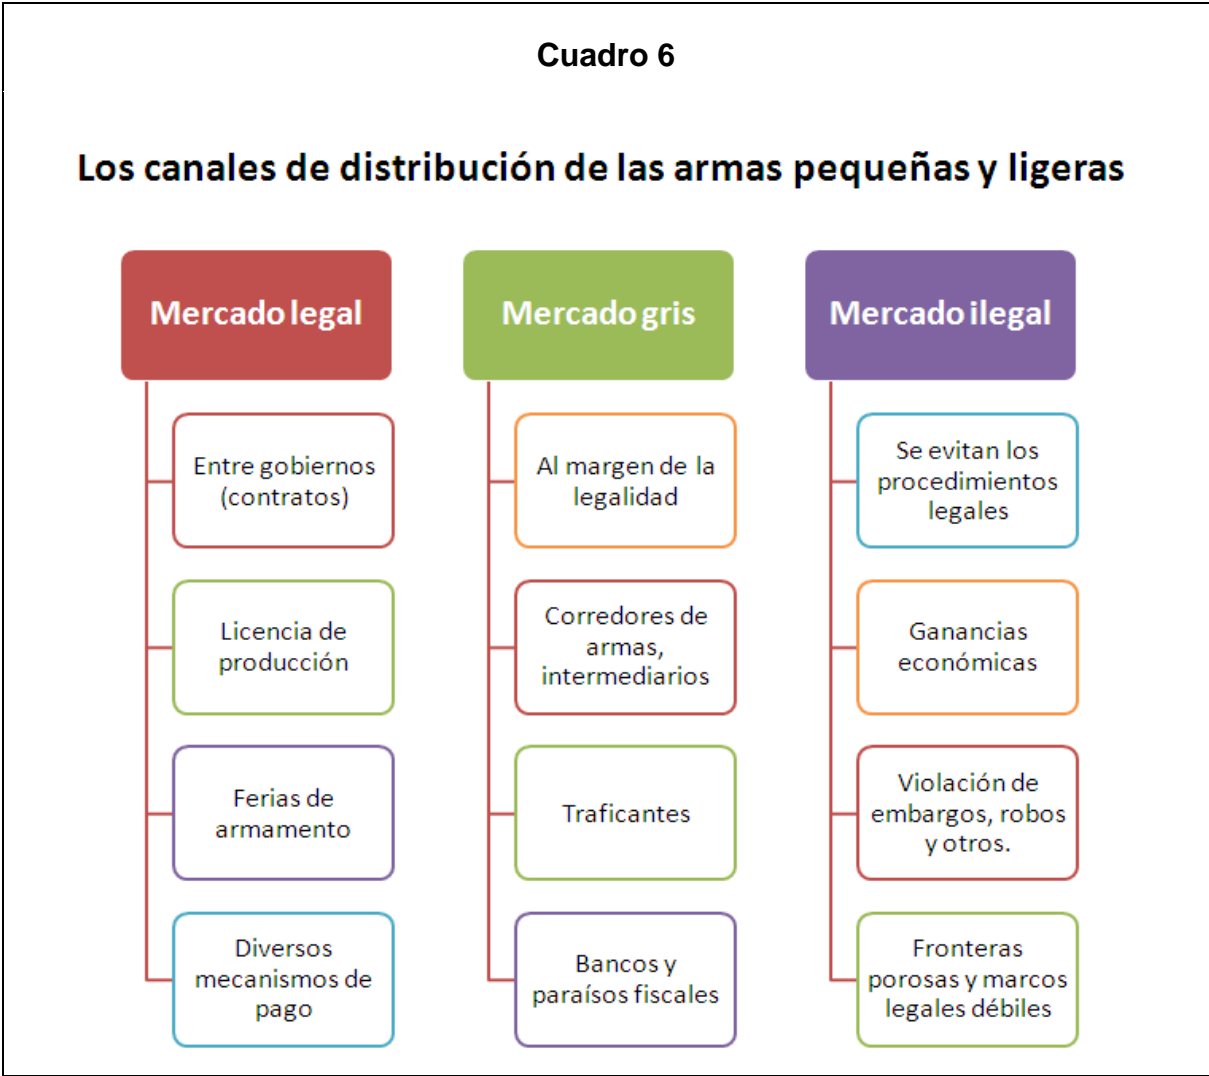 Cuadro 6
Los canales de distribución de las armas pequeñas y ligeras
Mercado legal
Entre gobiernos
(contratos)
Licencia de
producción
Ferias de
armamento
Diversos
mecanismos de
pago
Mercado gris
Al margen de la
legalidad
Corredores de
armas,
intermediarios
Traficantes
Bancos y
paraísos fiscales
Mercado ilegal
Se evitan los
procedimientos
legales
Ganancias
económicas
Violación de
embargos, robos
y otros.
Fronteras
porosas y marcos
legales débiles